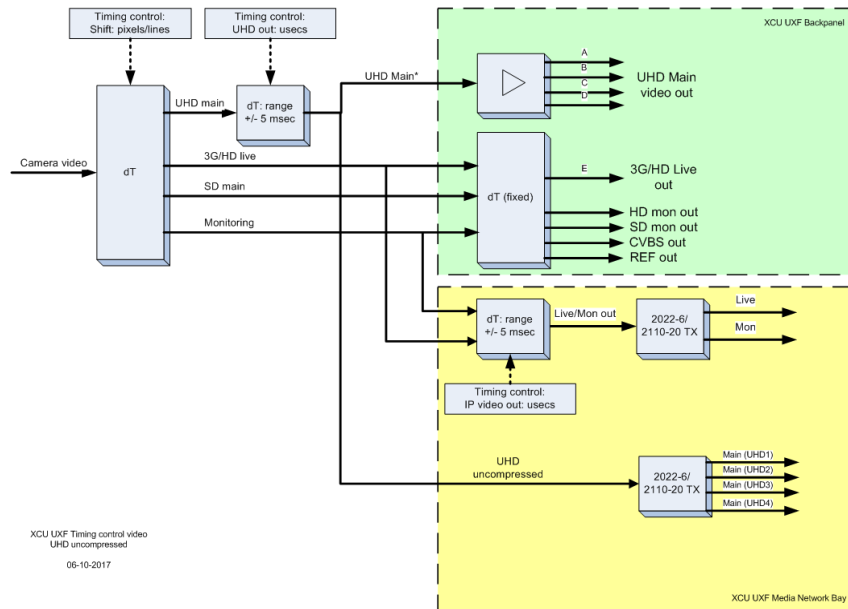 Timing control:
Shift: pixels/lines
Timing control:
UHD out: usecs
XCU UXF Backpanel
UHD main
dT: range
+/- 5 msec
UHD Main*
A
B
C
D
UHD Main
video out
Camera video
dT
3G/HD live
SD main
Monitoring
dT (fixed)
E
3G/HD Live
out
HD mon out
SD mon out
CVBS out
REF out
dT: range
+/- 5 msec
Live/Mon out
2022-6/
2110-20 TX
Live
Mon
Timing control:
IP video out: usecs
UHD
uncompressed
2022-6/
2110-20 TX
Main (UHD1)
Main (UHD2)
Main (UHD3)
Main (UHD4)
XCU UXF Timing control video
UHD uncompressed
06-10-2017
XCU UXF Media Network Bay